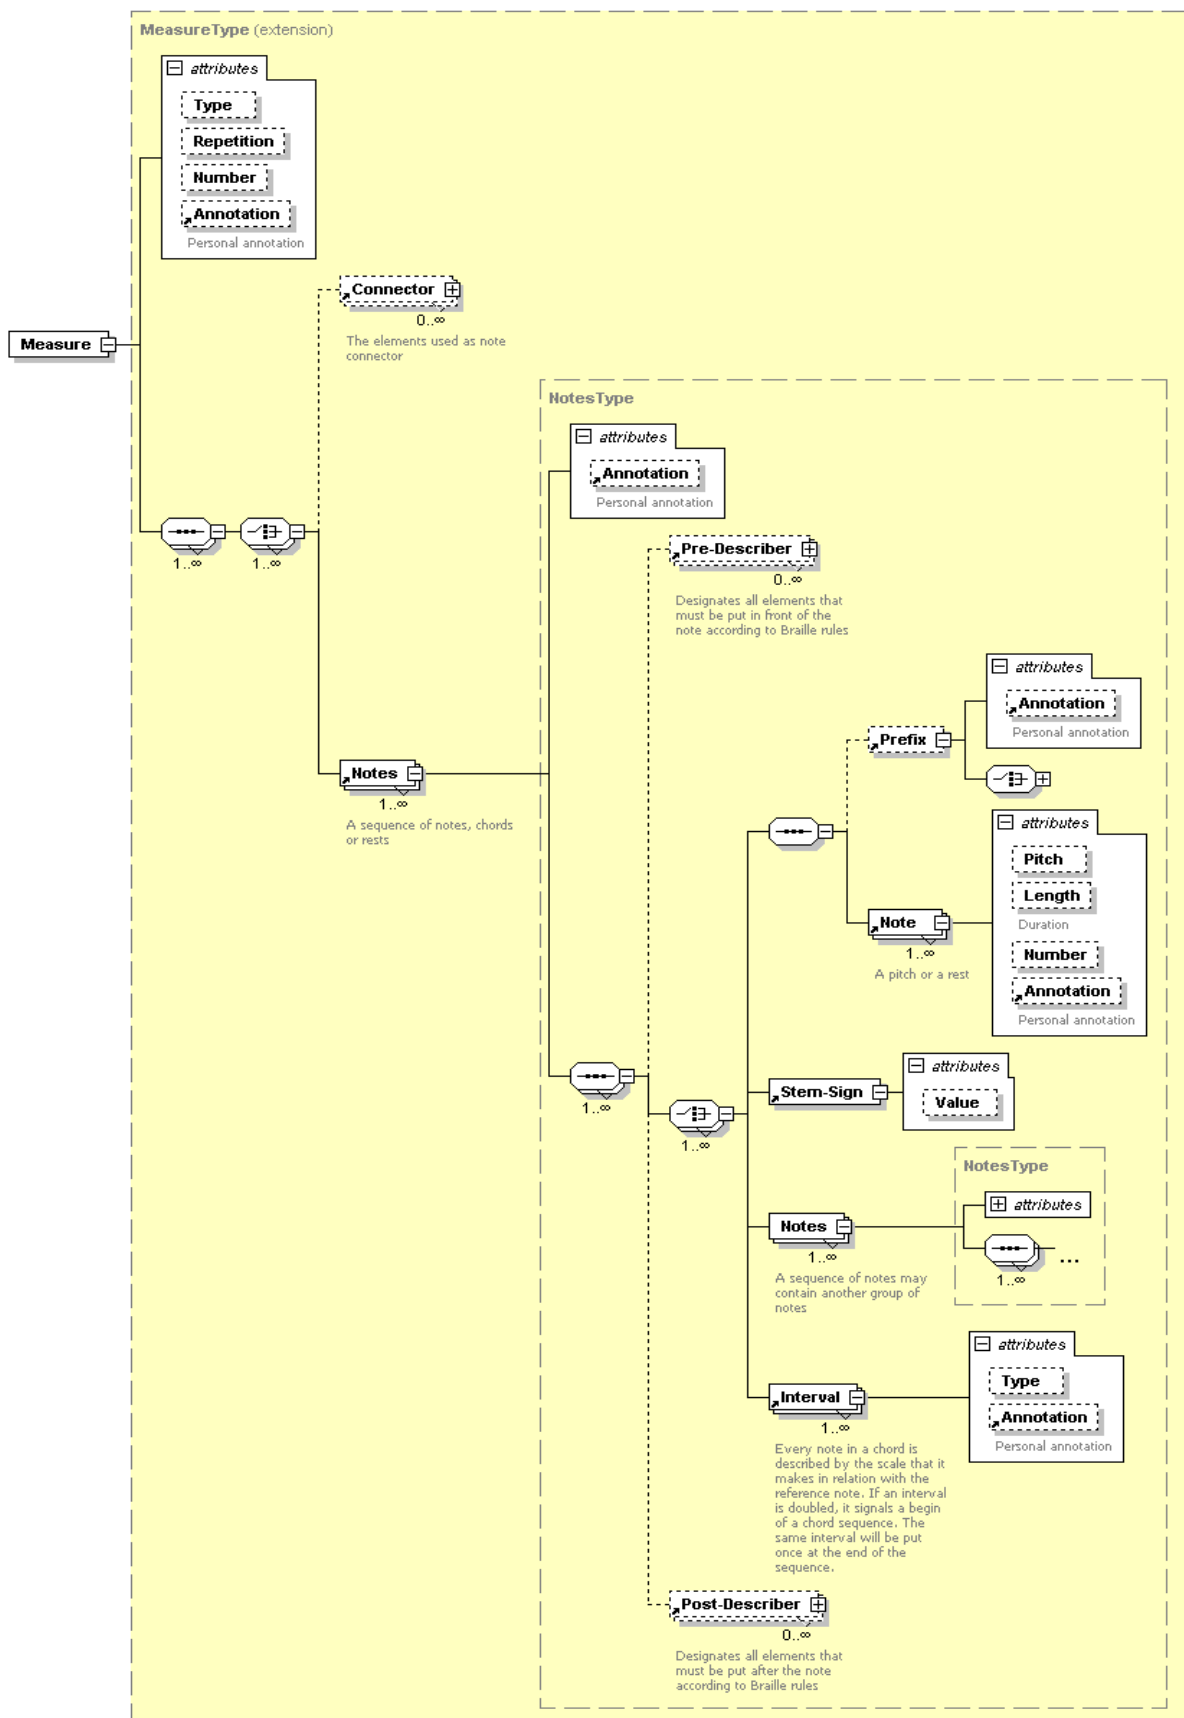 MeasureType (extension)
attributes
Type
Repetition
Number
Annotation
Personal annotation
Connector
0..∞
The elements used as note
connector
Measure
NotesType
attributes
Annotation
Personal annotation
1..∞
1..∞
Pre-Describer
0..∞
Designates all elements that
must be put in front of the
note according to Braille rules
attributes
Annotation
Personal annotation
Prefix
Notes
1..∞
A sequence of notes, chords
or rests
attributes
Pitch
Length
Duration
Number
Annotation
Personal annotation
Note
1..∞
A pitch or a rest
1..∞
1..∞
Stem-Sign
attributes
Value
NotesType
attributes
1..∞
...
Notes
1..∞
A sequence of notes may
contain another group of
notes
attributes
Type
Annotation
Personal annotation
Interval
1..∞
Every note in a chord is
described by the scale that it
makes in relation with the
reference note. If an interval
is doubled, it signals a begin
of a chord sequence. The
same interval will be put
once at the end of the
sequence.
Post-Describer
0..∞
Designates all elements that
must be put after the note
according to Braille rules